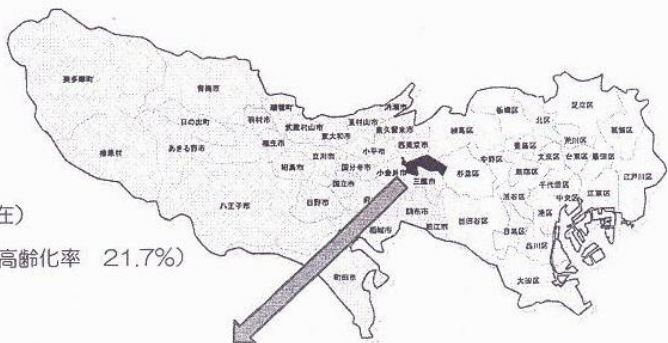 奥多摩町
青梅市
瑞穂町
日の出町
羽村市
檜原村
あきる野市
福生市
武蔵村山市
東大和市
東村山市
清瀬市
東久留米市
西東京市
昭島市
立川市
小平市
国分寺市
小金井市
国立市
八王子市
日野市
府
三鷹市
調布市
狛江市
稲城市
町田市
練馬区
板橋区
北区
足立区
葛飾区
荒川区
豊島区
文京区
台東区
墨田区
中野区
杉並区
新宿区
千代田区
江戸川区
渋谷区
中央区
江東区
港区
世田谷区
目黒区
品川区
大田区
在)
高齢化率 21.7%)